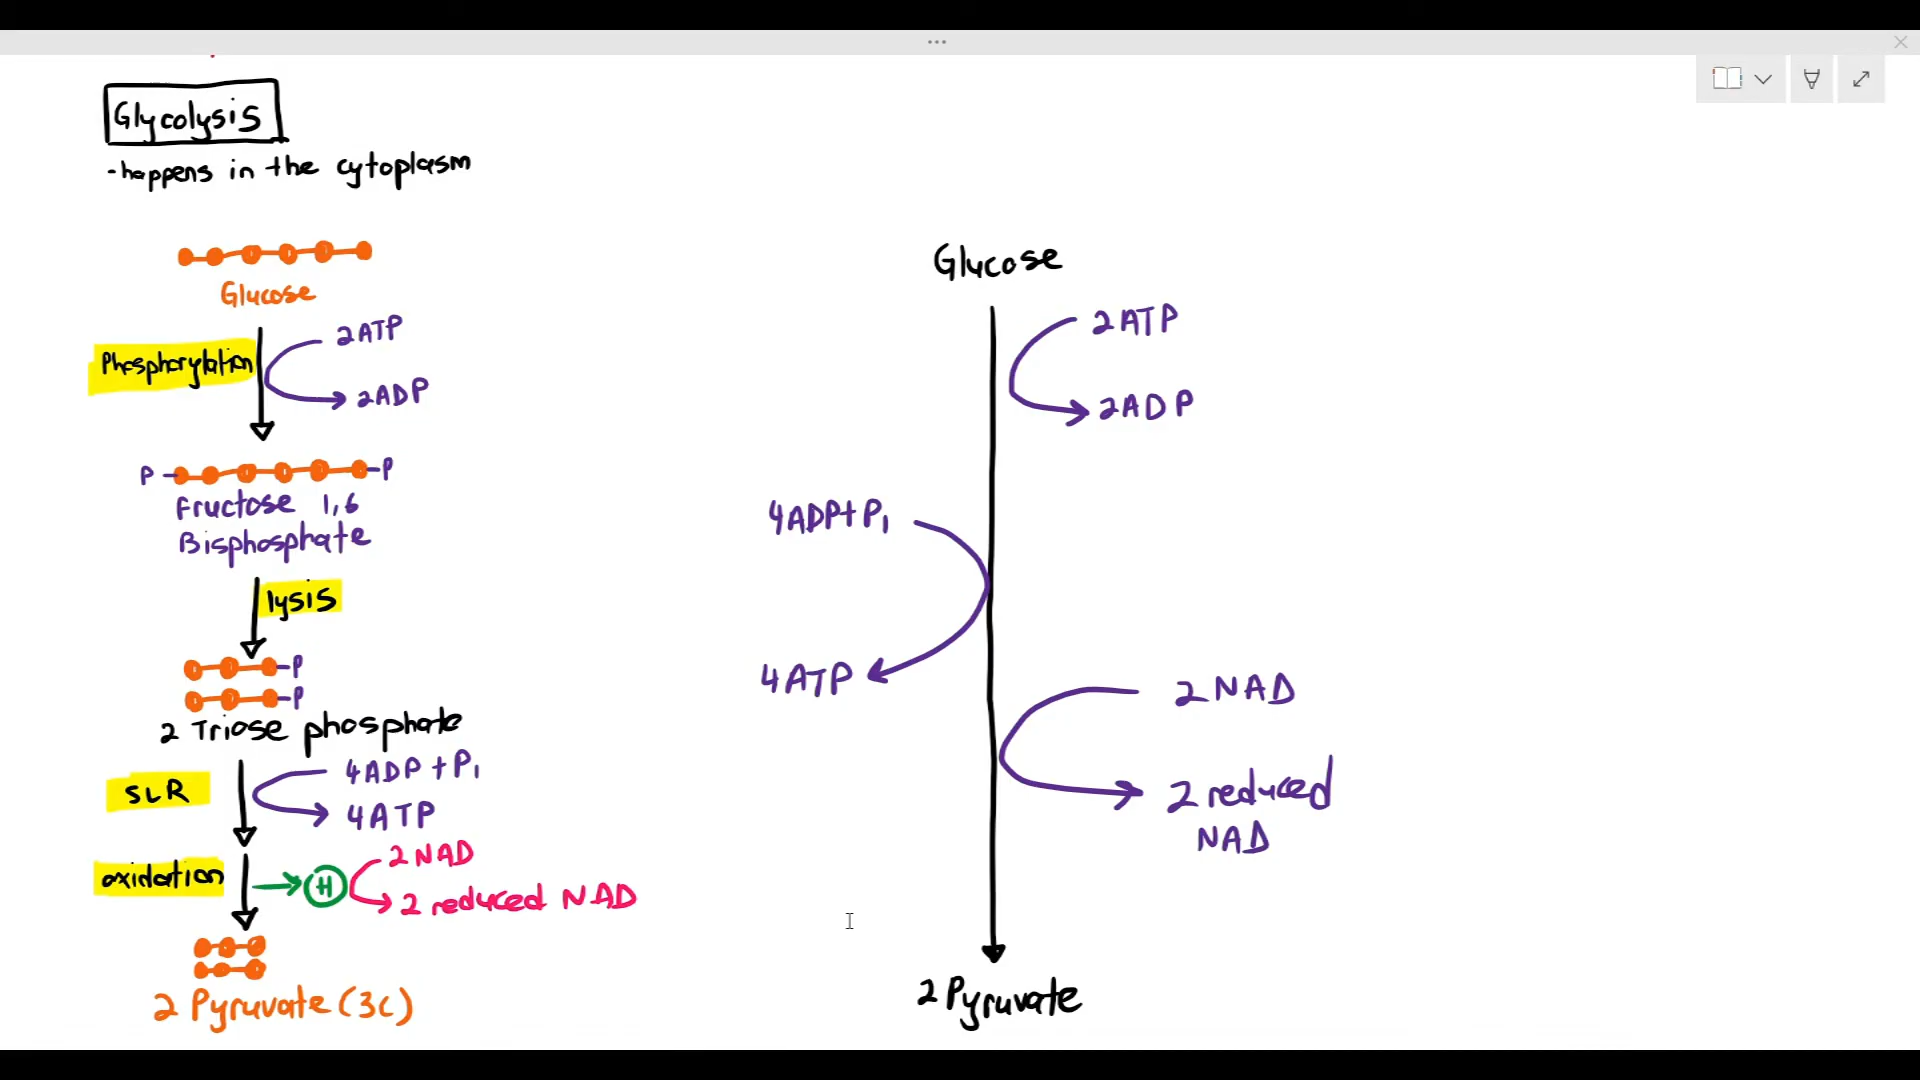 Glycolysis
-happens in the cytoplasm
Glucose
Phosphorylation
2ATP
2ADP
P
P
Fructose 1,6
Bisphosphate
lysis
P
P
2 Triose phosphate
SLR
4ADP+Pi
4ATP
oxidation
H
2NAD
2 reduced NAD
2 Pyruvate (3C)
Glucose
2ATP
2ADP
4ADP+Pi
4ATP
2NAD
2 reduced
NAD
2 Pyruvate